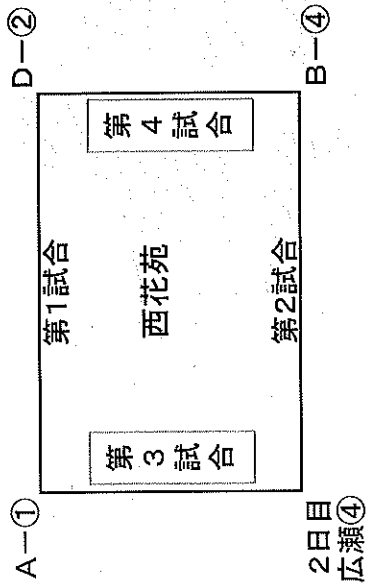 A－①
D－②
第1試合
第3試合
西花苑
第4試合
第2試合
2日目
広瀬④
B－④